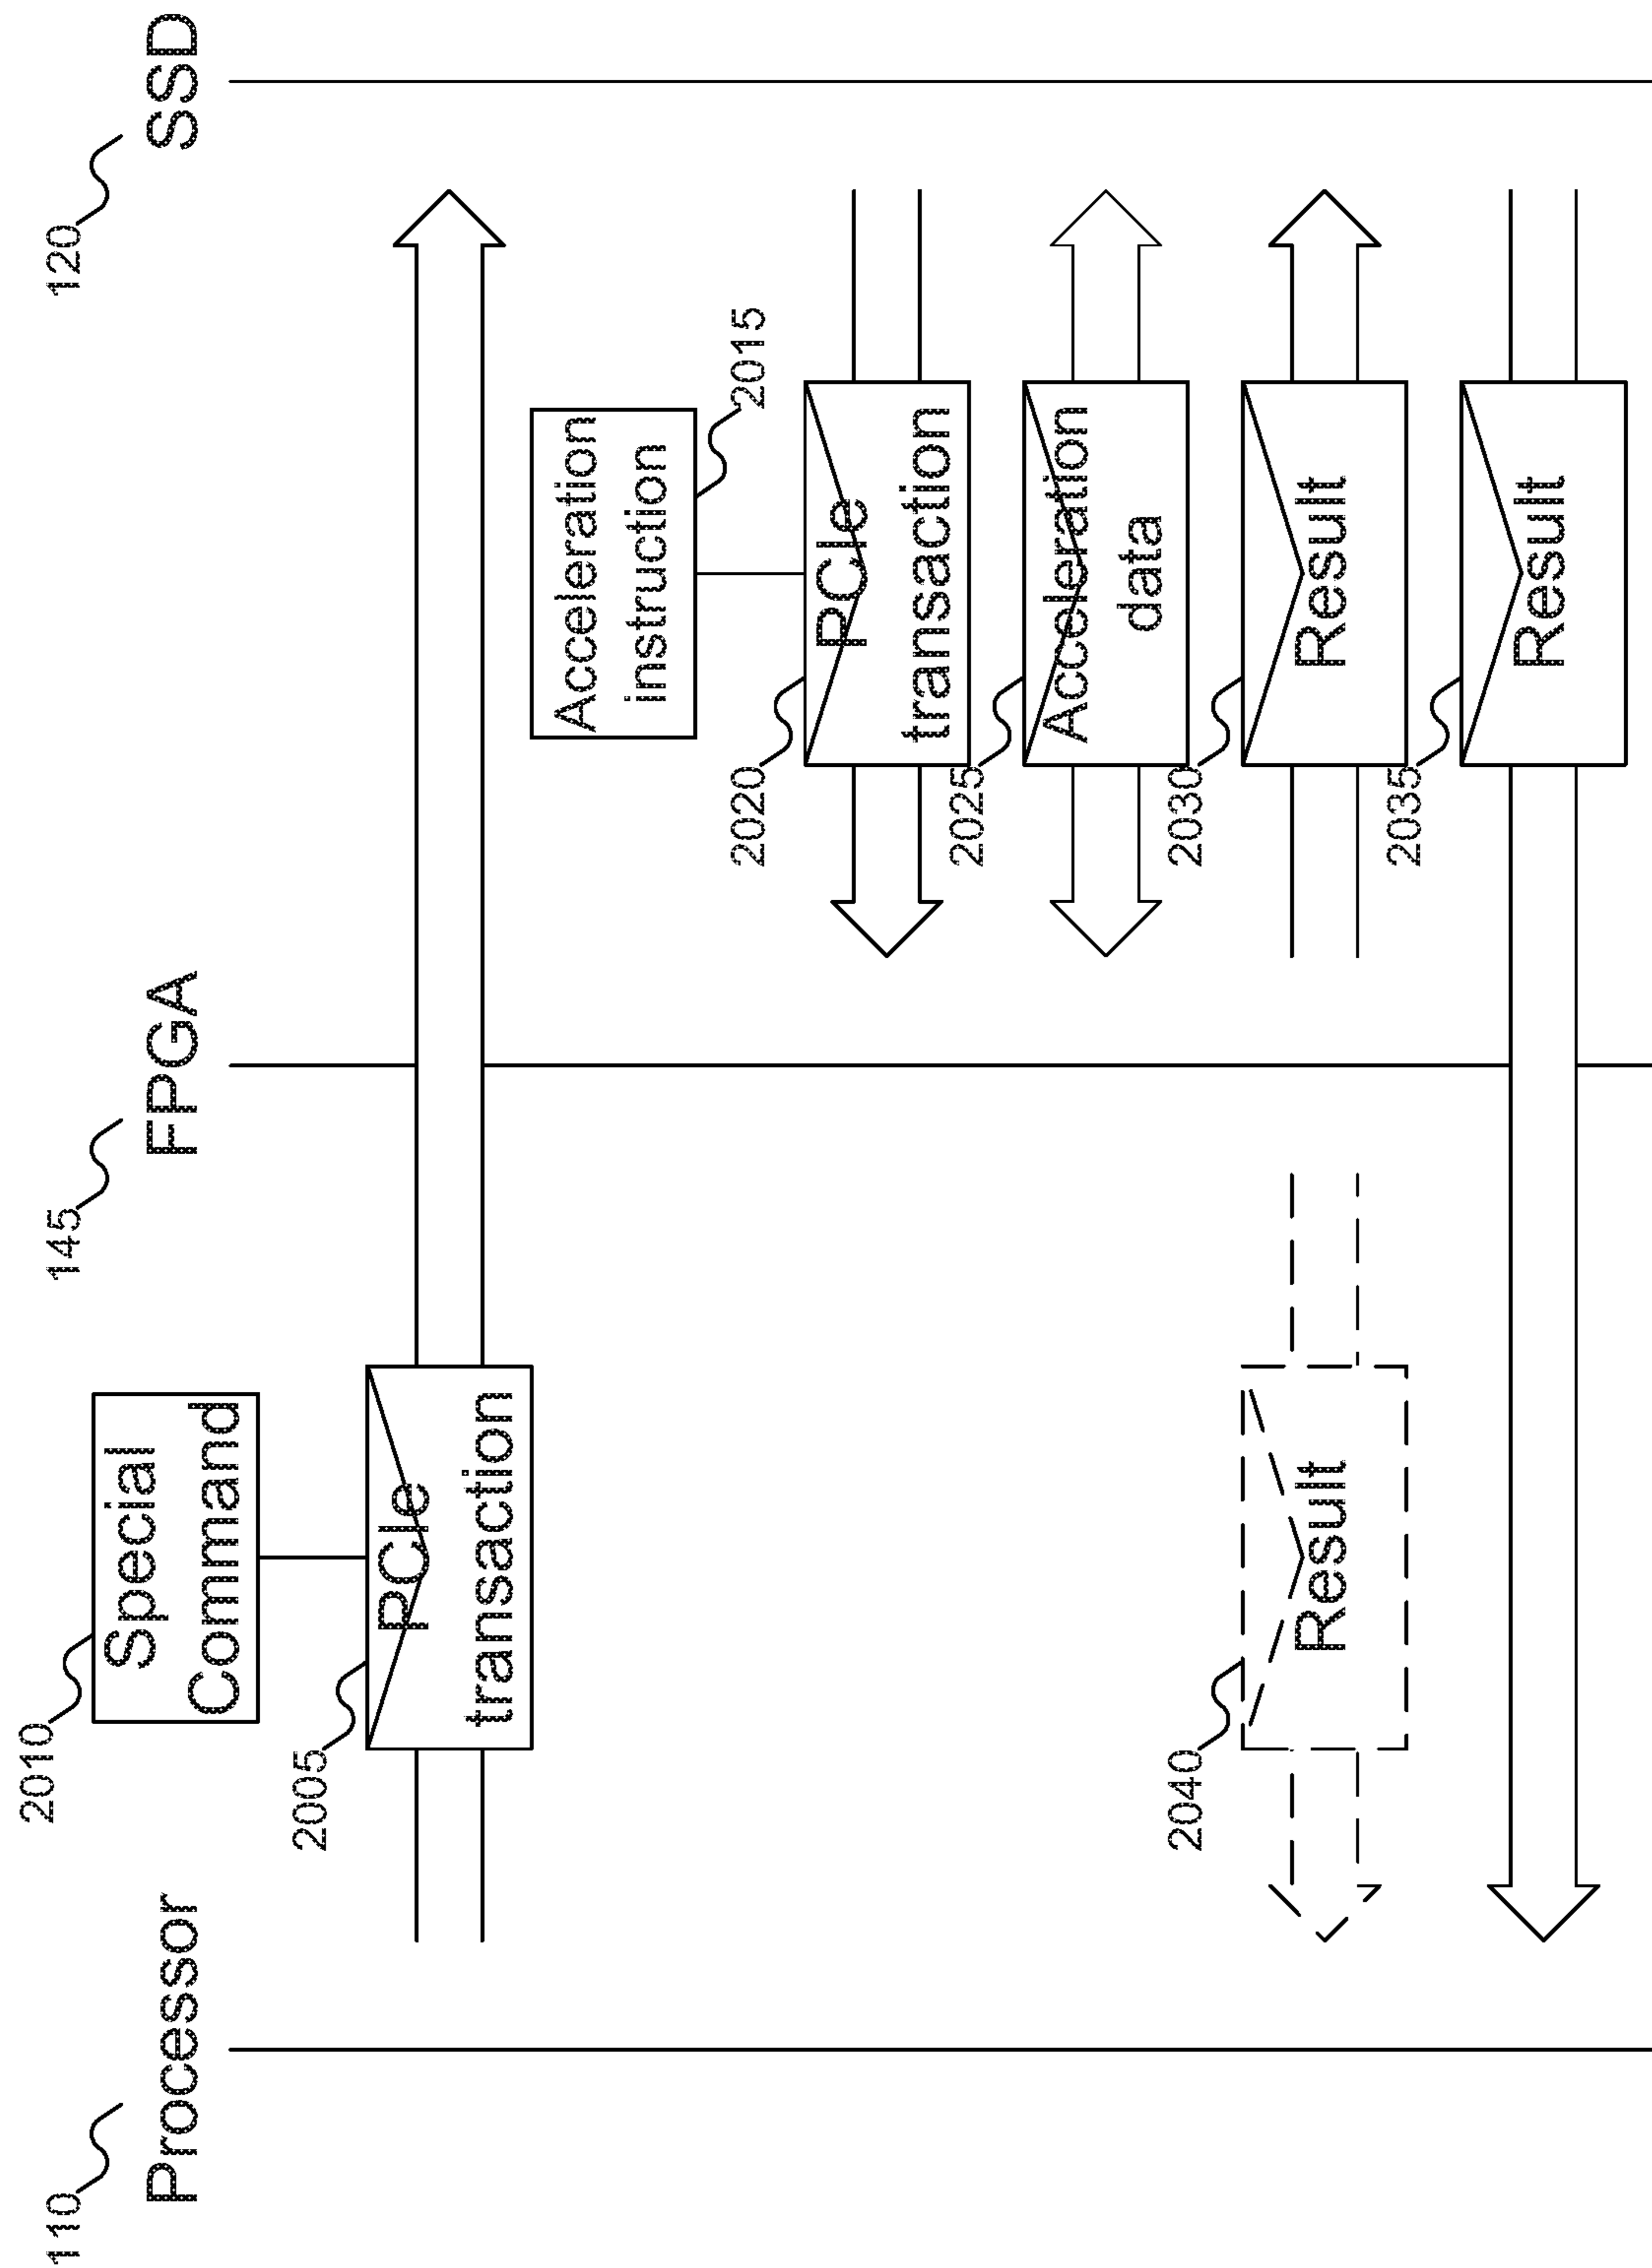 110
Processor
145
FPGA
120
SSD
2010
Special
Command
2005
PCIe
transaction
Acceleration
instruction
2015
2020
PCIe
transaction
2025
Acceleration
data
2040
Result
2030
Result
2035
Result